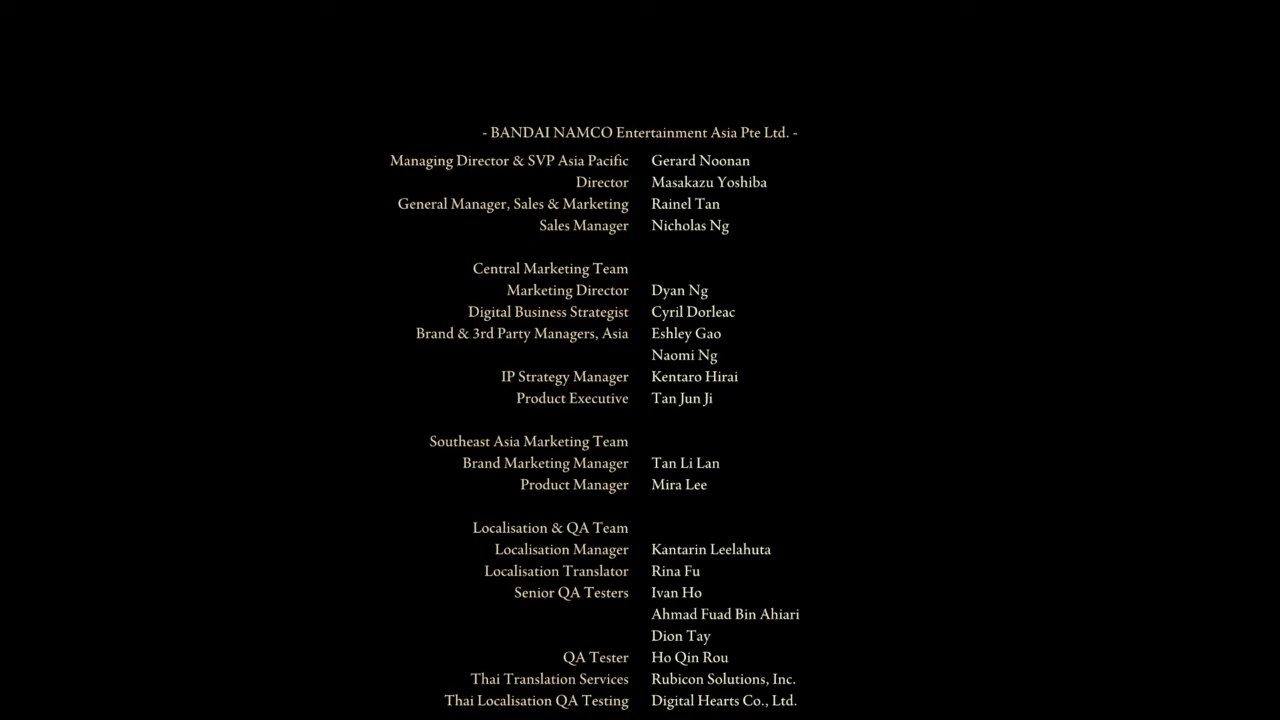 - BANDAI NAMCO Entertainment Asia Pte Ltd. -
Managing Director & SVP Asia Pacific Gerard Noonan
Director Masakazu Yoshiba
General Manager, Sales & Marketing Rainel Tan
Sales Manager Nicholas Ng
Central Marketing Team
Marketing Director Dyan Ng
Digital Business Strategist Cyril Dorleac
Brand & 3rd Party Managers, Asia Eshley Gao
Naomi Ng
IP Strategy Manager Kentaro Hirai
Product Executive Tan Jun Ji
Southeast Asia Marketing Team
Brand Marketing Manager Tan Li Lan
Product Manager Mira Lee
Localisation & QA Team
Localisation Manager Kantarin Leelahuta
Localisation Translator Rina Fu
Senior QA Testers Ivan Ho
Ahmad Fuad Bin Ahiari
Dion Tay
QA Tester Ho Qin Rou
Thai Translation Services Rubicon Solutions, Inc.
Thai Localisation QA Testing Digital Hearts Co., Ltd.